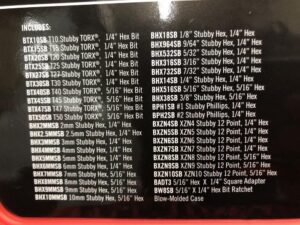 INCLUDES:
BTX10SB T10 Stubby TORX®, 1/4" Hex Bit
BTX15SB T15 Stubby TORX®, 1/4" Hex Bit
BTX20SB T20 Stubby TORX®, 1/4" Hex Bit
BTX25SB T25 Stubby TORX®, 1/4" Hex Bit
BTX27SB T27 Stubby TORX®, 1/4" Hex Bit
BTX30SB T30 Stubby TORX®, 1/4" Hex Bit
BTX40SB T40 Stubby TORX®, 5/16" Hex Bit
BTX45SB T45 Stubby TORX®, 5/16" Hex Bit
BTX47SB T47 Stubby TORX®, 5/16" Hex Bit
BTX50SB T50 Stubby TORX®, 5/16" Hex Bit
BHX2MMSB 2mm Stubby Hex, 1/4" Hex
BHX2.5MMSB 2.5mm Stubby Hex, 1/4" Hex
BHX3MMSB 3mm Stubby Hex, 1/4" Hex
BHX4MMSB 4mm Stubby Hex, 1/4" Hex
BHX5MMSB 5mm Stubby Hex, 1/4" Hex
BHX6MMSB 6mm Stubby Hex, 1/4" Hex
BHX7MMSB 7mm Stubby Hex, 5/16" Hex
BHX8MMSB 8mm Stubby Hex, 5/16" Hex
BHX9MMSB 9mm Stubby Hex, 5/16" Hex
BHX10MMSB 10mm Stubby Hex, 5/16" Hex
BHX18SB 1/8" Stubby Hex, 1/4" Hex
BHX964SB 9/64" Stubby Hex, 1/4" Hex
BHX532SB 5/32" Stubby Hex, 1/4" Hex
BHX316SB 3/16" Stubby Hex, 1/4" Hex
BHX732SB 7/32" Stubby Hex, 1/4" Hex
BHX14SB 1/4" Stubby Hex, 1/4" Hex
BHX516SB 5/16" Stubby Hex, 5/16" Hex
BHX38SB 3/8" Stubby Hex, 5/16" Hex
BPH1SB #1 Stubby Phillips, 1/4" Hex
BPH2SB #2 Stubby Phillips, 1/4" Hex
BXZN4SB XZN4 Stubby 12 Point, 1/4" Hex
BXZN5SB XZN5 Stubby 12 Point, 1/4" Hex
BXZN6SB XZN6 Stubby 12 Point, 1/4" Hex
BXZN8SB XZN8 Stubby 12 Point, 5/16" Hex
BXZN10SB XZN10 Stubby 12 Point, 5/16" Hex
BADT3 5/16" Hex X 1/4" Square Adapter
BW8SB 5/16" X 1/4" Hex Bit Ratchet
Blow-Molded Case